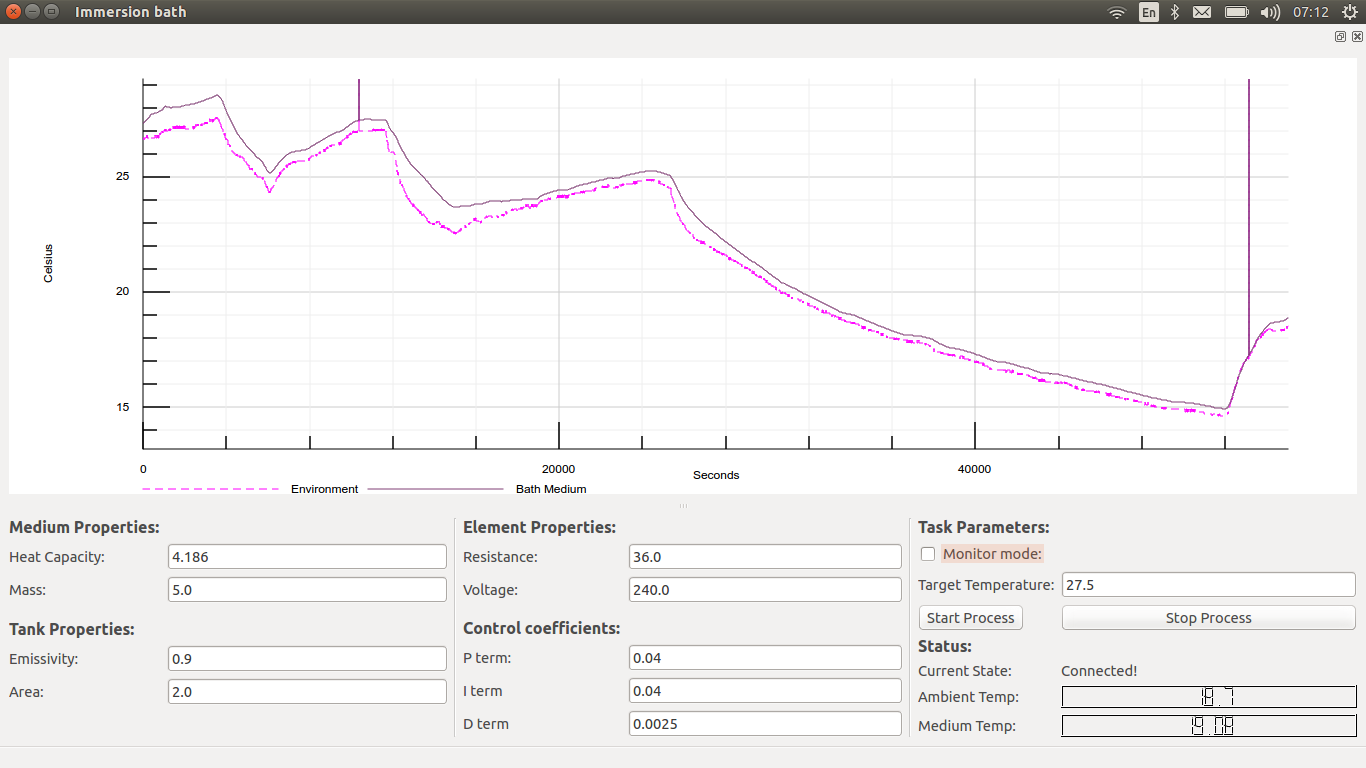 Immersion bath
En
07:12
25
20
15
Celsius
0
20000
40000
Seconds
Environment
Bath Medium
Medium Properties:
Heat Capacity: 4.186
Mass: 5.0
Tank Properties:
Emissivity: 0.9
Area: 2.0
Element Properties:
Resistance: 36.0
Voltage: 240.0
Control coefficients:
P term: 0.04
I term 0.04
D term 0.0025
Task Parameters:
Monitor mode:
Target Temperature: 27.5
Start Process Stop Process
Status:
Current State: Connected!
Ambient Temp: 18.7
Medium Temp: 19.08